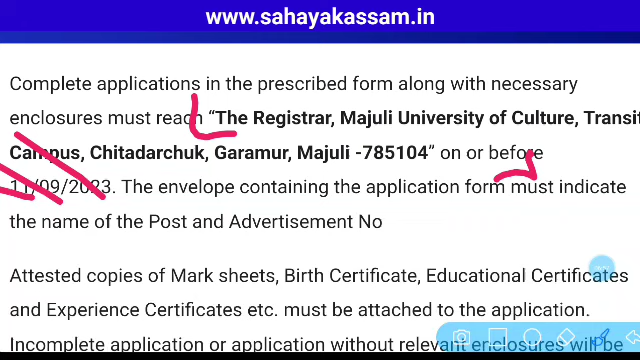 www.sahayakassam.in
Complete applications in the prescribed form along with necessary
enclosures must reach “The Registrar, Majuli University of Culture, Transit
Campus, Chitadarchuk, Garamur, Majuli -785104” on or before
11/09/2023. The envelope containing the application form must indicate
the name of the Post and Advertisement No
Attested copies of Mark sheets, Birth Certificate, Educational Certificates
and Experience Certificates etc. must be attached to the application.
Incomplete application or application without relevant enclosures will be